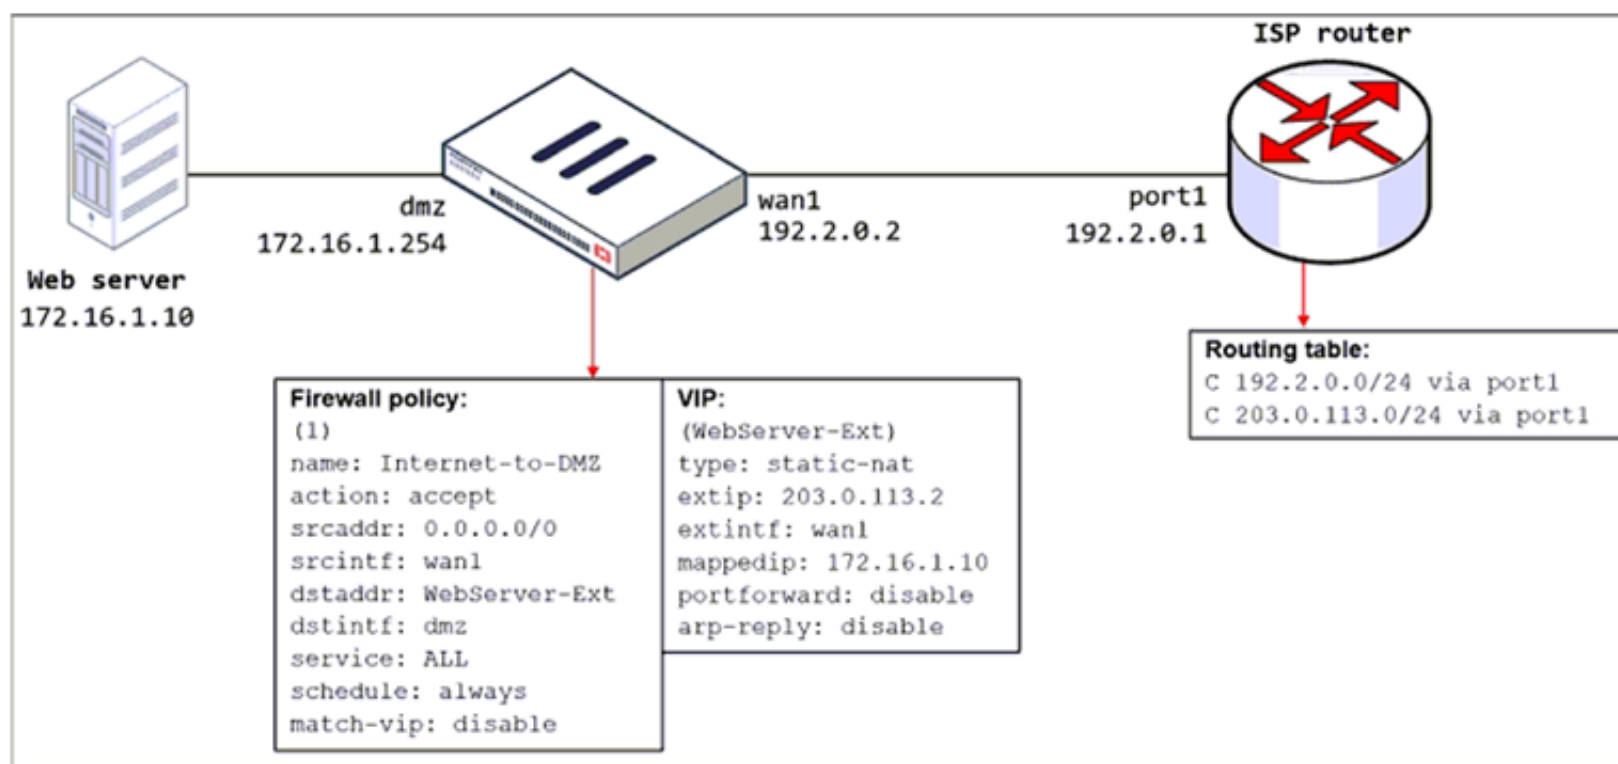 ISP router
Web server
172.16.1.10
dmz
172.16.1.254
wan1
192.2.0.2
port1
192.2.0.1
Firewall policy:
(1)
name: Internet-to-DMZ
action: accept
srcaddr: 0.0.0.0/0
srcintf: wan1
dstaddr: WebServer-Ext
dstintf: dmz
service: ALL
schedule: always
match-vip: disable
VIP:
(WebServer-Ext)
type: static-nat
extip: 203.0.113.2
extintf: wan1
mappedip: 172.16.1.10
portforward: disable
arp-reply: disable
Routing table:
C 192.2.0.0/24 via port1
C 203.0.113.0/24 via port1